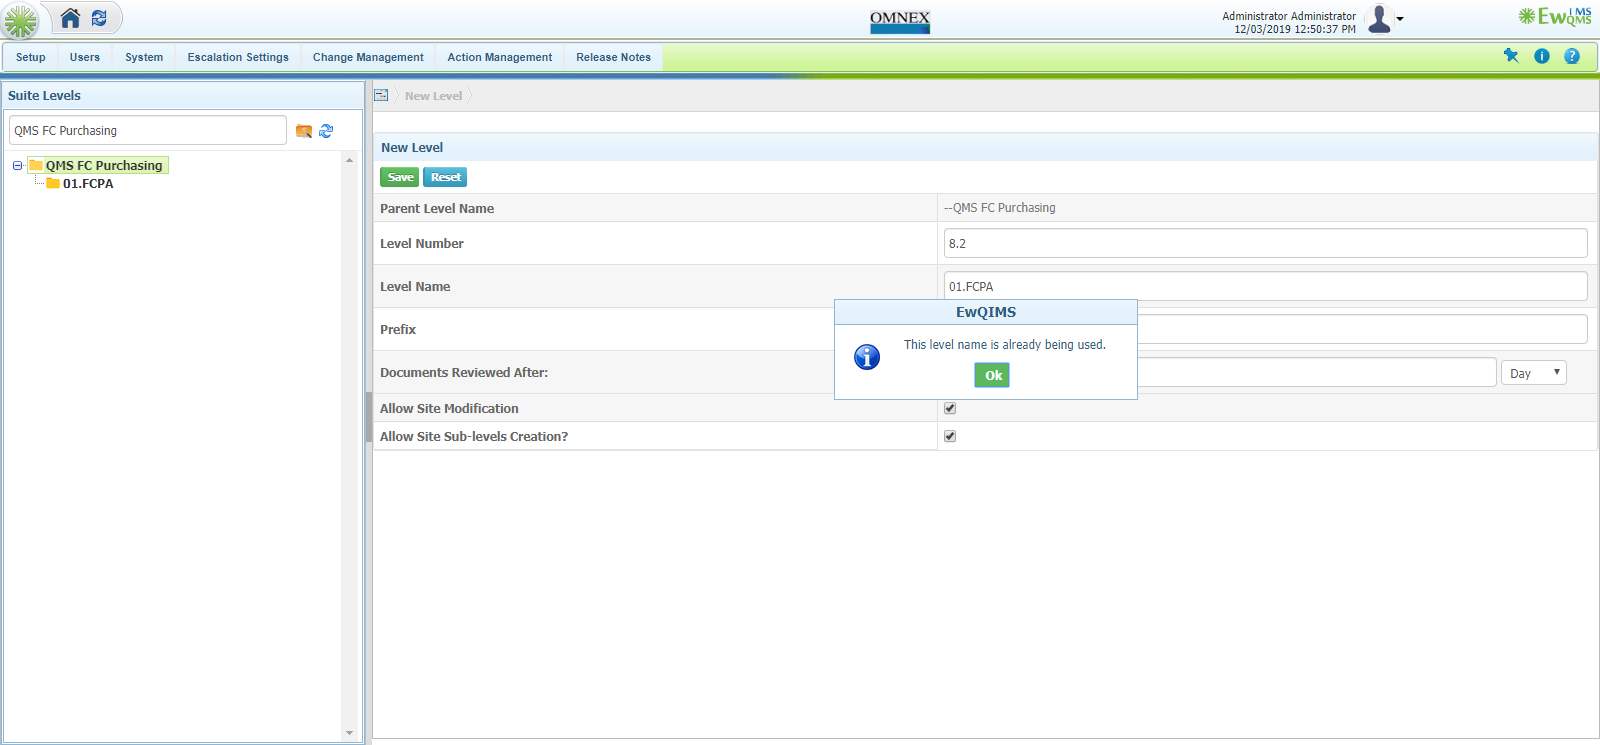 OMNEX
Administrator Administrator
12/03/2019 12:50:37 PM
EwQIMS
QMS
Setup Users System Escalation Settings Change Management Action Management Release Notes
Suite Levels
QMS FC Purchasing
QMS FC Purchasing
01.FCPA
New Level
New Level
Save Reset
Parent Level Name --QMS FC Purchasing
Level Number 8.2
Level Name 01.FCPA
Prefix
Documents Reviewed After: Day
Allow Site Modification
Allow Site Sub-levels Creation?
EwQIMS
This level name is already being used.
Ok